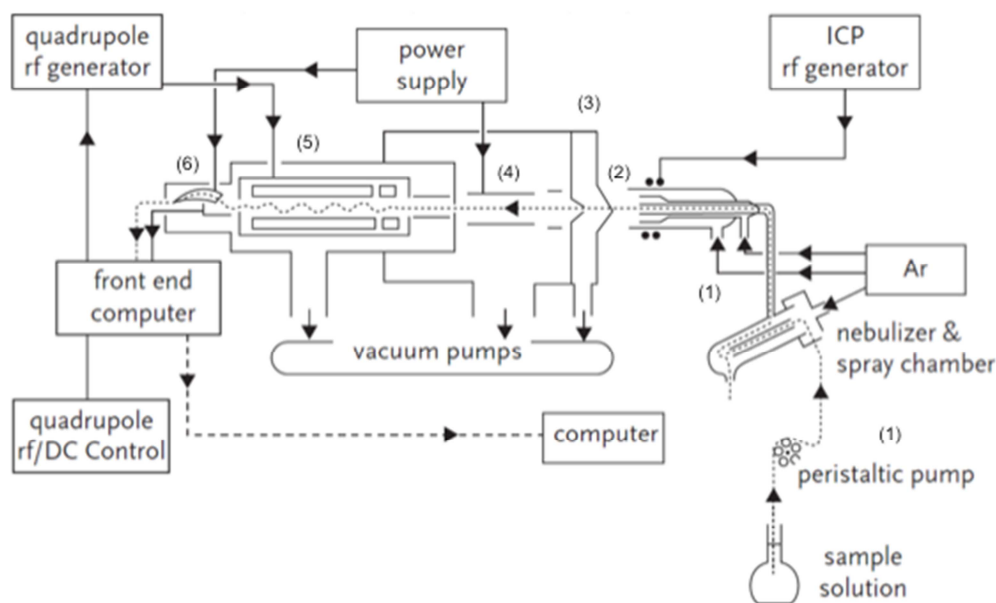 quadrupole
rf generator
power
supply
ICP
rf generator
(3)
(5)
(6)
(4)
(2)
front end
computer
(1)
Ar
vacuum pumps
nebulizer &
spray chamber
quadrupole
rf/DC Control
computer
(1)
peristaltic pump
sample
solution